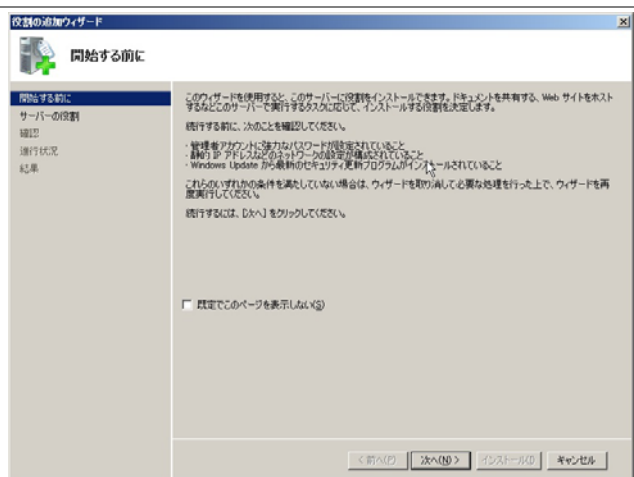 役割の追加ウィザード
開始する前に
開始する前に
サーバーの役割
確認
進行状況
結果
このウィザードを使用すると、このサーバーに役割をインストールできます。ドキュメントを共有する、Web サイトをホスト
するなどこのサーバーで実行するタスクに応じて、インストールする役割を決定します。
続行する前に、次のことを確認してください。
・管理者アカウントに強力なパスワードが設定されていること
・静的 IP アドレスなどのネットワークの設定が構成されていること
・Windows Update から最新のセキュリティ更新プログラムがインストールされていること
これらのいずれかの条件を満たしていない場合は、ウィザードを取り消して必要な処理を行った上で、ウィザードを再
度実行してください。
続行するには、[次へ] をクリックしてください。
既定でこのページを表示しない(S)
< 前へ(P)
次へ(N) >
インストール(I)
キャンセル